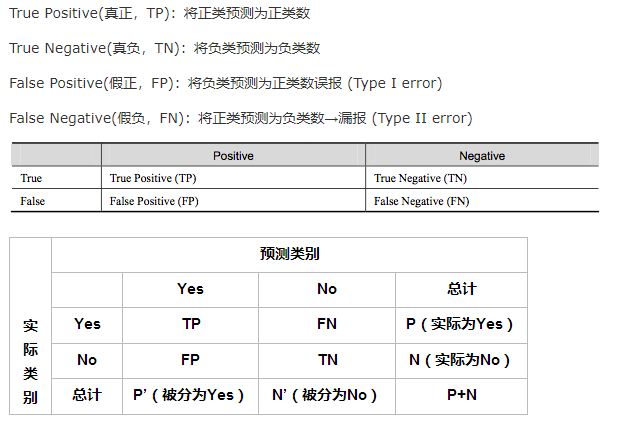 True Positive(真正，TP)：将正类预测为正类数
True Negative(真负，TN)：将负类预测为负类数
False Positive(假正，FP)：将负类预测为正类数误报 (Type I error)
False Negative(假负，FN)：将正类预测为负类数→漏报 (Type II error)
Positive Negative
True True Positive (TP) True Negative (TN)
False False Positive (FP) False Negative (FN)
预测类别
Yes No 总计
实际类别
Yes TP FN P（实际为Yes）
No FP TN N（实际为No）
总计 P’（被分为Yes） N’（被分为No） P+N